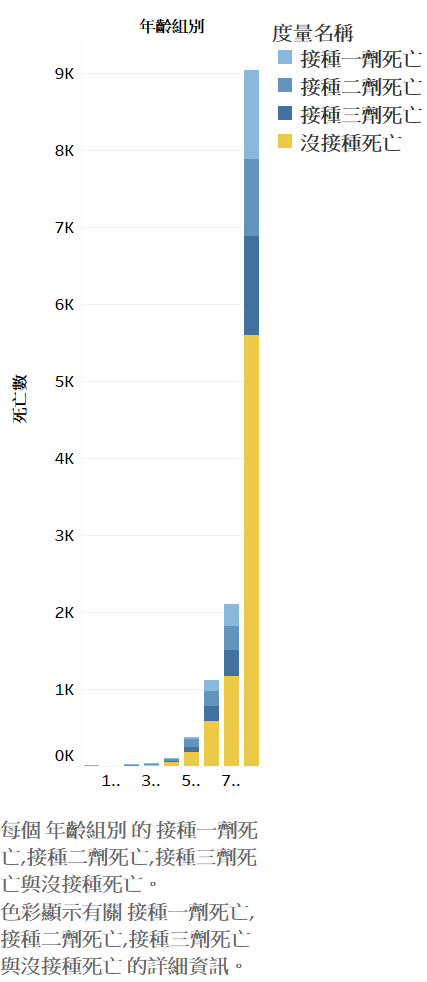 年齡組別
度量名稱
接種一劑死亡
接種二劑死亡
接種三劑死亡
沒接種死亡
9K
8K
7K
6K
5K
4K
3K
2K
1K
0K
死亡數
1.. 3.. 5.. 7..
每個 年齡組別 的 接種一劑死
亡,接種二劑死亡,接種三劑死
亡與沒接種死亡。
色彩顯示有關 接種一劑死亡,
接種二劑死亡,接種三劑死亡
與沒接種死亡 的詳細資訊。